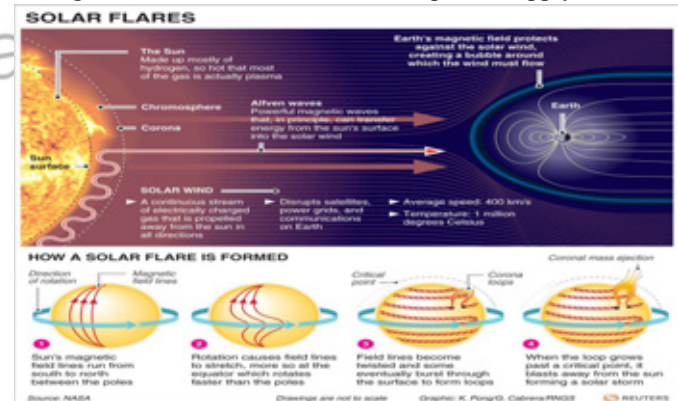 SOLAR FLARES
The Sun
Made up mostly of
hydrogen, so hot that most
of the gas is actually plasma
Chromosphere
Corona
Sun
surface
Alfven waves
Powerful magnetic waves
that, in principle, can transfer
energy from the sun's surface
into the solar wind
Earth's magnetic field protects
against the solar wind,
creating a bubble around
which the wind must flow
Earth
SOLAR WIND
A continuous stream
of electrically charged
gas that is propelled
away from the sun in
all directions
Disrupts satellites,
power grids, and
communications
on Earth
Average speed: 400 km/s
Temperature: 1 million
degrees Celsius
HOW A SOLAR FLARE IS FORMED
Direction
of rotation
Magnetic
field lines
Critical
point
Corona
loops
Coronal mass ejection
1
Sun's magnetic
field lines run from
south to north
between the poles
2
Rotation causes field lines
to stretch, more so at the
equator which rotates
faster than the poles
3
Field lines become
twisted and some
eventually burst through
the surface to form loops
4
When the loop grows
past a critical point, it
blasts away from the sun
forming a solar storm
Source: NASA
Drawings are not to scale
Graphic: K. Pong/G. Cabrera/RNGS
REUTERS